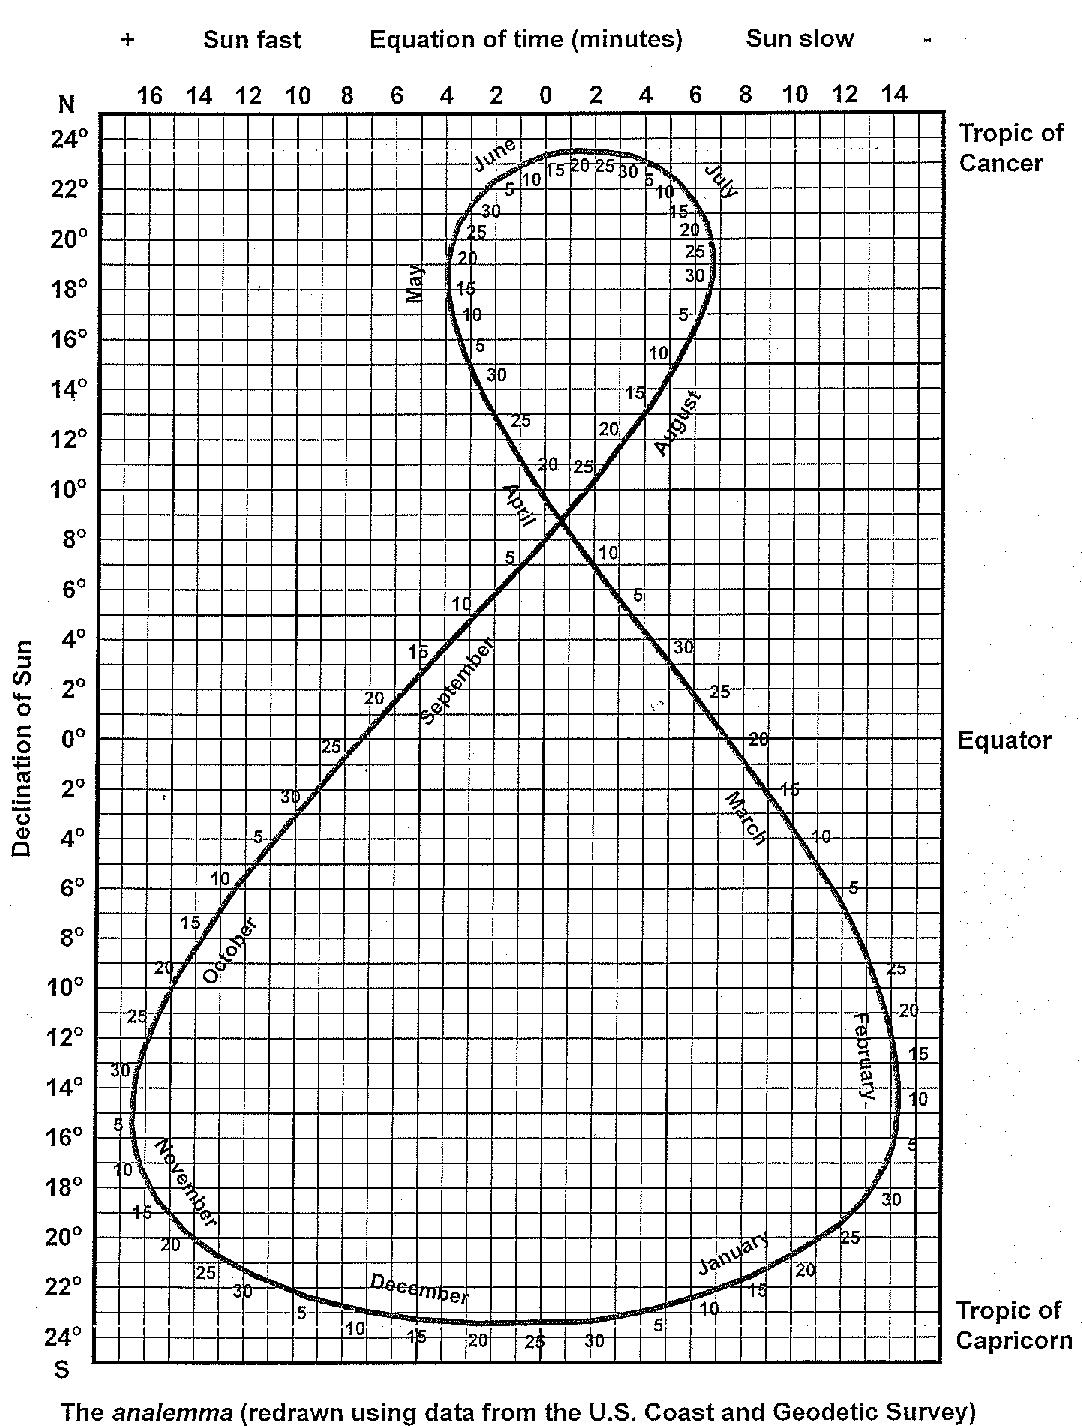 + Sun fast Equation of time (minutes) Sun slow -
N 16 14 12 10 8 6 4 2 0 2 4 6 8 10 12 14
24° Tropic of
Cancer
June
July
5 10 15 20 25 30 5 10
22°
30 15
25 20
20°
20 25
May 30
18°
15
10 5
16°
5 10
30 15
14°
August
25 20
12°
20 25
10°
April
8°
5 10
6°
10 5
4°
15 30
September
2°
20 25
Declination of Sun
0° Equator
25 20
2°
30 15
March
4°
5 10
6°
10 5
15
8°
October
20 25
10°
25 20
12°
February
30 15
14°
10
5
16°
5
November
10
18°
15 30
20°
20 25
January
25 20
22°
30 15
December
5 10
10 5
15 20 25 30
24°
Tropic of
Capricorn
S
The analemma (redrawn using data from the U.S. Coast and Geodetic Survey)